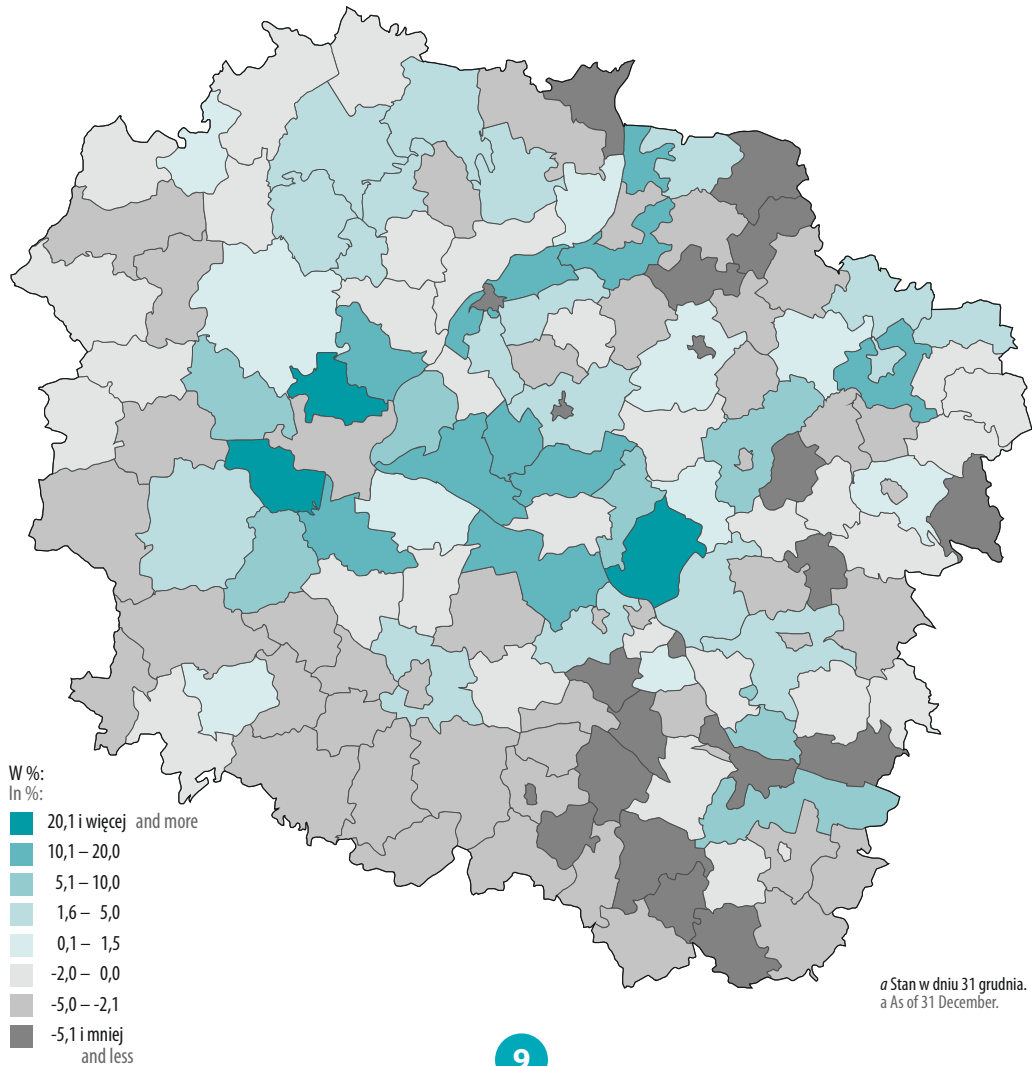 W %:
In %:
20,1 i więcej and more
10,1 – 20,0
5,1 – 10,0
1,6 – 5,0
0,1 – 1,5
-2,0 – 0,0
-5,0 – -2,1
-5,1 i mniej
and less
a Stan w dniu 31 grudnia.
a As of 31 December.
9